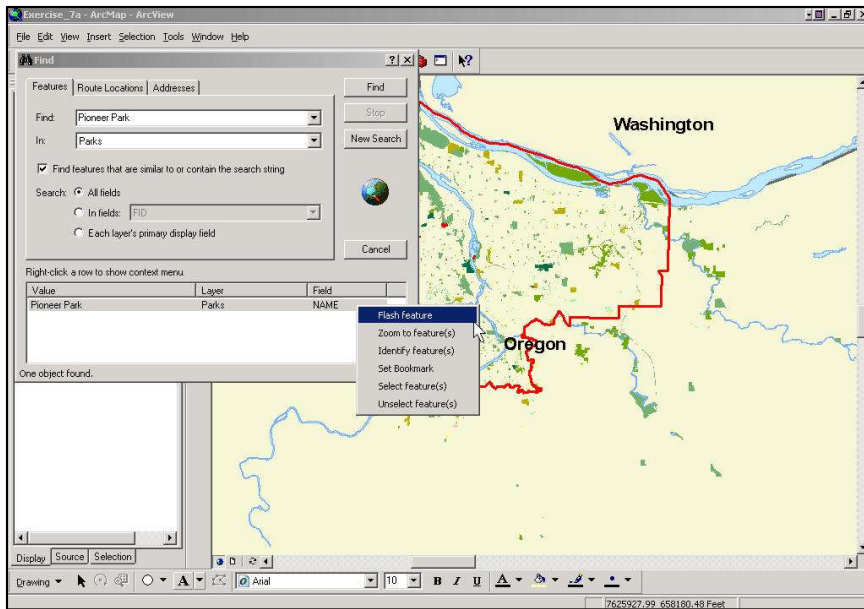 Exercise_7a - ArcMap - ArcView
File Edit View Insert Selection Tools Window Help
Find
Features Route Locations Addresses
Find
Find: Pioneer Park
Stop
In: Parks
New Search
Find features that are similar to or contain the search string
Search: All fields
In fields: FID
Each layer's primary display field
Cancel
Right-click a row to show context menu.
Value Layer Field
Pioneer Park Parks NAME
One object found.
Flash feature
Zoom to feature(s)
Identify feature(s)
Set Bookmark
Select feature(s)
Unselect feature(s)
Washington
Oregon
Display Source Selection
Drawing A Arial 10 B I U A
7625927.99 658180.48 Feet